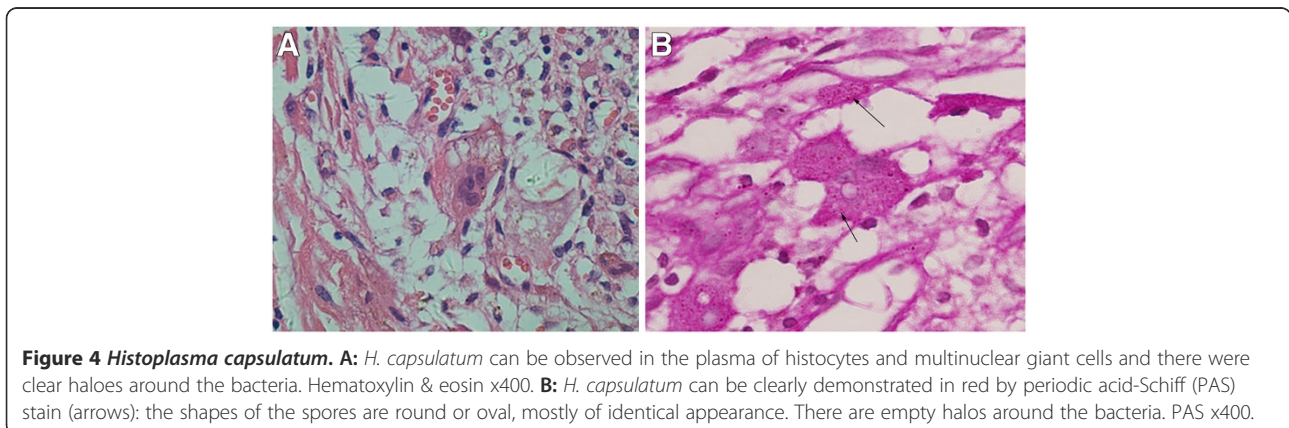 A
B
Figure 4 Histoplasma capsulatum. A: H. capsulatum can be observed in the plasma of histocytes and multinuclear giant cells and there were
clear haloes around the bacteria. Hematoxylin & eosin x400. B: H. capsulatum can be clearly demonstrated in red by periodic acid-Schiff (PAS)
stain (arrows): the shapes of the spores are round or oval, mostly of identical appearance. There are empty halos around the bacteria. PAS x400.